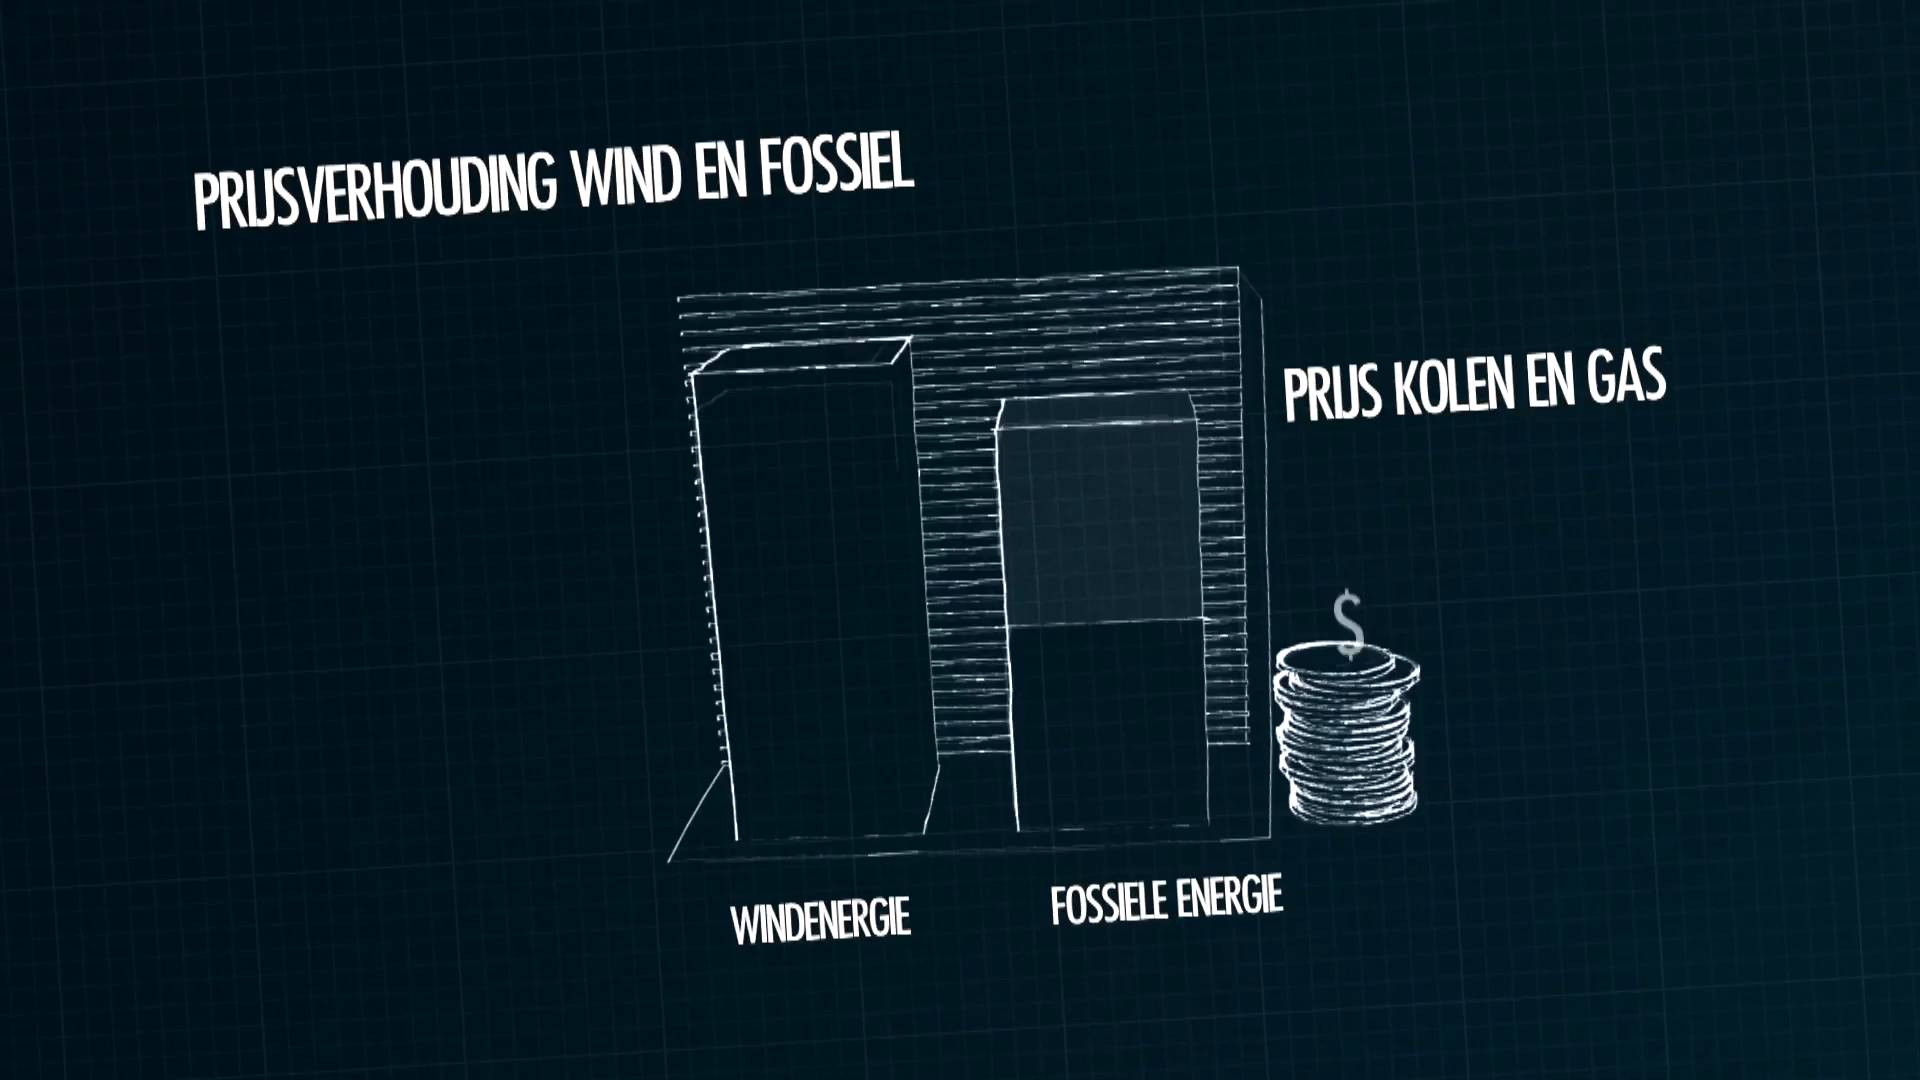 PRIJSVERHOUDING WIND EN FOSSIEL
PRIJS KOLEN EN GAS
$
WINDENERGIE
FOSSIELE ENERGIE